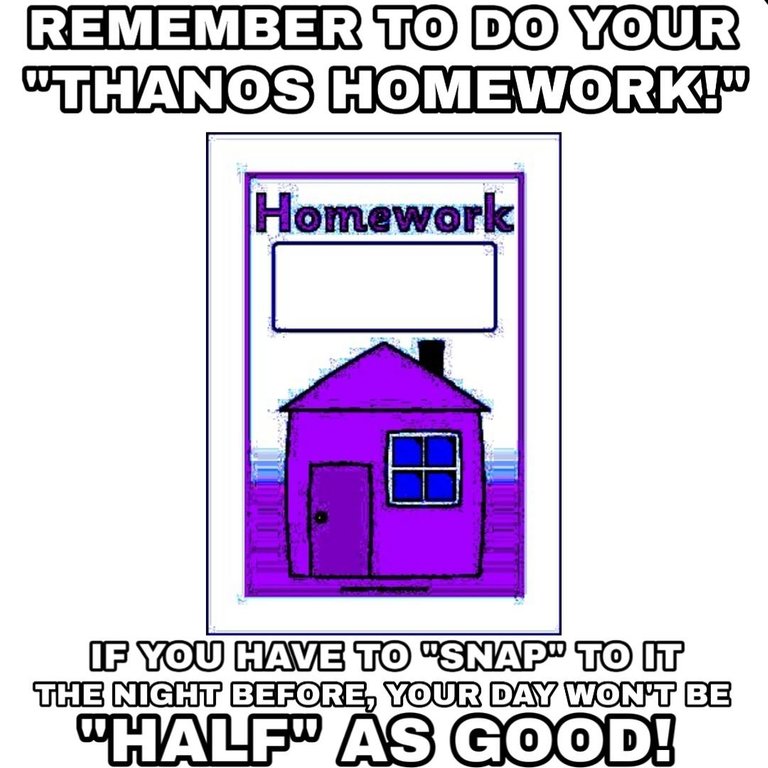 REMEMBER TO DO YOUR
"THANOS HOMEWORK!"
Homework
IF YOU HAVE TO "SNAP" TO IT
THE NIGHT BEFORE, YOUR DAY WON'T BE
"HALF" AS GOOD!